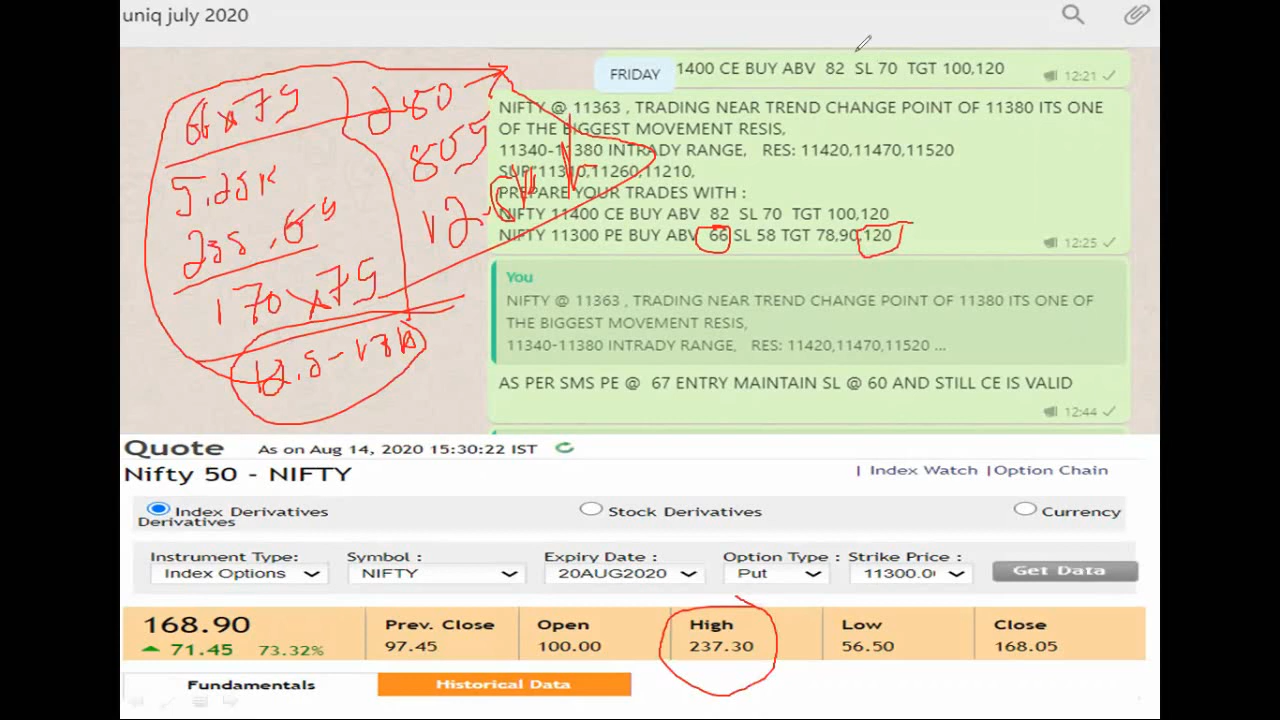 uniq july 2020
FRIDAY
1400 CE BUY ABV 82 SL 70 TGT 100,120
12:21
NIFTY @ 11363 , TRADING NEAR TREND CHANGE POINT OF 11380 ITS ONE
OF THE BIGGEST MOVEMENT RESIS,
11340-11380 INTRADY RANGE, RES: 11420,11470,11520
SUP:11310,11260,11210,
PREPARE YOUR TRADES WITH :
NIFTY 11400 CE BUY ABV 82 SL 70 TGT 100,120
NIFTY 11300 PE BUY ABV 66 SL 58 TGT 78,90,120
12:25
You
NIFTY @ 11363 , TRADING NEAR TREND CHANGE POINT OF 11380 ITS ONE OF
THE BIGGEST MOVEMENT RESIS,
11340-11380 INTRADY RANGE, RES: 11420,11470,11520 ...
AS PER SMS PE @ 67 ENTRY MAINTAIN SL @ 60 AND STILL CE IS VALID
12:44
66 x 75
170 x 75
Quote As on Aug 14, 2020 15:30:22 IST
Nifty 50 - NIFTY
| Index Watch |Option Chain
Index Derivatives Stock Derivatives Currency
Derivatives
Instrument Type: Symbol : Expiry Date : Option Type : Strike Price :
Index Options NIFTY 20AUG2020 Put 11300.0 Get Data
168.90 Prev. Close Open High Low Close
71.45 73.32% 97.45 100.00 237.30 56.50 168.05
Fundamentals Historical Data